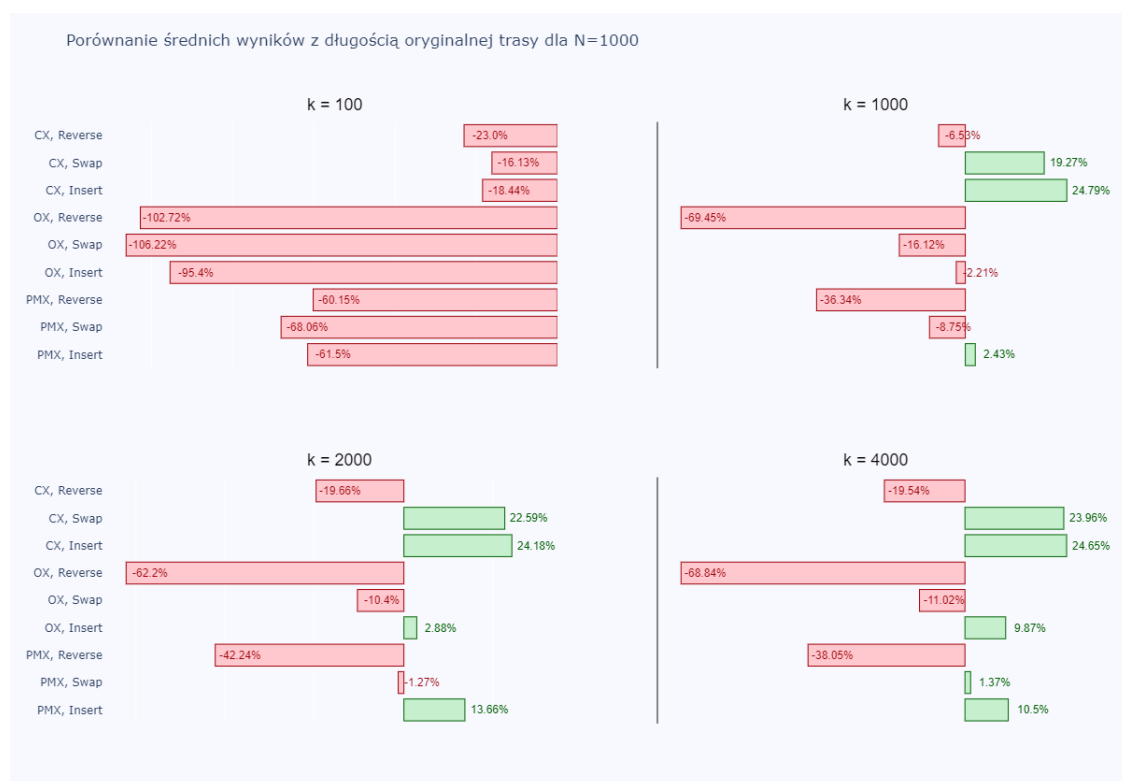 Porównanie średnich wyników z długością oryginalnej trasy dla N=1000
k = 100
CX, Reverse -23.0%
CX, Swap -16.13%
CX, Insert -18.44%
OX, Reverse -102.72%
OX, Swap -106.22%
OX, Insert -95.4%
PMX, Reverse -60.15%
PMX, Swap -68.06%
PMX, Insert -61.5%
k = 1000
-6.53%
19.27%
24.79%
-69.45%
-16.12%
-2.21%
-36.34%
-8.75%
2.43%
k = 2000
CX, Reverse -19.66%
CX, Swap 22.59%
CX, Insert 24.18%
OX, Reverse -62.2%
OX, Swap -10.4%
OX, Insert 2.88%
PMX, Reverse -42.24%
PMX, Swap -1.27%
PMX, Insert 13.66%
k = 4000
-19.54%
23.96%
24.65%
-68.84%
-11.02%
9.87%
-38.05%
1.37%
10.5%